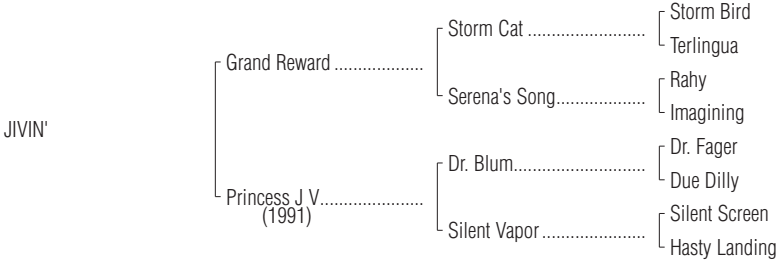 Storm Bird
Storm Cat ........................
Terlingua
Grand Reward ..................
Rahy
Serena's Song..................
Imagining
JIVIN'
Dr. Fager
Dr. Blum..........................
Due Dilly
Princess J V.....................
(1991)
Silent Screen
Silent Vapor .....................
Hasty Landing